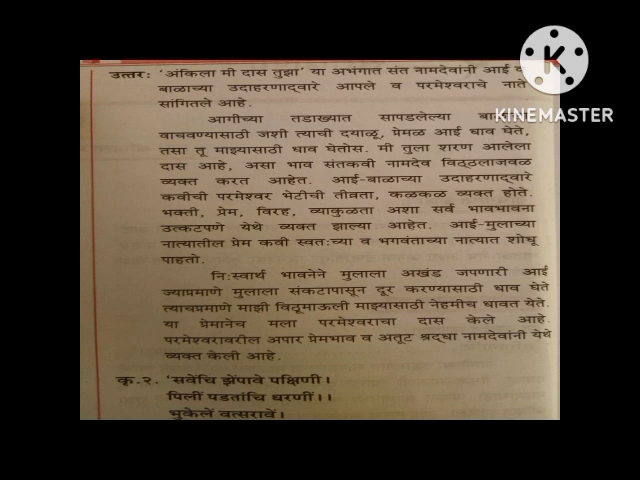 उत्तरः 'अंकिला मी दास तुझा' या अभंगात संत नामदेवांनी आई व
बाळाच्या उदाहरणाद्वारे आपले व परमेश्वराचे नाते
सांगितले आहे.
आगीच्या तडाख्यात सापडलेल्या
वाचवण्यासाठी जशी त्याची दयाळू, प्रेमळ आई धाव घेते,
तसा तू माझ्यासाठी धाव घेतोस. मी तुला शरण आलेला
दास आहे, असा भाव संतकवी नामदेव विठ्ठलाजवळ
व्यक्त करत आहेत. आई-बाळाच्या उदाहरणाद्वारे
कवीची परमेश्वर भेटीची तीव्रता, कळकळ व्यक्त होते.
भक्ती, प्रेम, विरह, व्याकुळता अशा सर्व भावभावना
उत्कटपणे येथे व्यक्त झाल्या आहेत. आई-मुलाच्या
नात्यातील प्रेम कवी स्वतःच्या व भगवंताच्या नात्यात शोधू
पाहतो.
निःस्वार्थ भावनेने मुलाला अखंड जपणारी आई
ज्याप्रमाणे मुलाला संकटापासून दूर करण्यासाठी धाव घेते
त्याचप्रमाणे माझी विठूमाऊली माझ्यासाठी नेहमीच धावत येते.
या प्रेमानेच मला परमेश्वराचा दास केले आहे.
परमेश्वरावरील अपार प्रेमभाव व अतूट श्रद्धा नामदेवांनी येथे
व्यक्त केली आहे.
कृ.२. 'सवेंचि झेंपावे पक्षिणी।
पिलीं पडतांचि धरणीं।।
भुकेलें वत्सरावें।
KINEMASTER